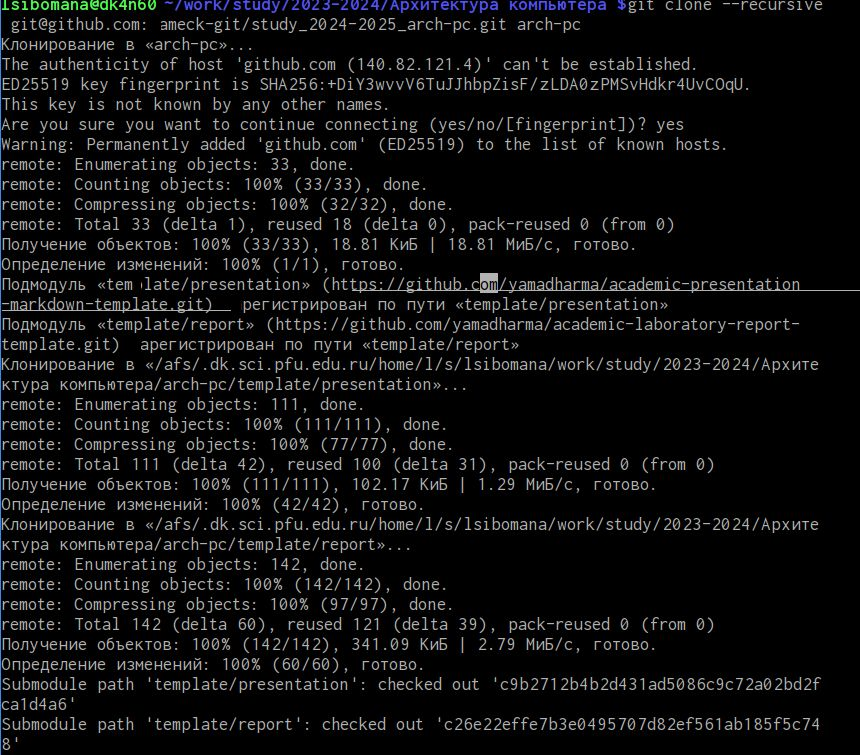 lsibomana@dk4n60 ~/work/study/2023-2024/Архитектура компьютера $git clone --recursive
git@github.com: ameck-git/study_2024-2025_arch-pc.git arch-pc
Клонирование в «arch-pc»...
The authenticity of host 'github.com (140.82.121.4)' can't be established.
ED25519 key fingerprint is SHA256:+DiY3wvvV6TuJJhbpZisF/zLDA0zPMSvHdkr4UvCOqU.
This key is not known by any other names.
Are you sure you want to continue connecting (yes/no/[fingerprint])? yes
Warning: Permanently added 'github.com' (ED25519) to the list of known hosts.
remote: Enumerating objects: 33, done.
remote: Counting objects: 100% (33/33), done.
remote: Compressing objects: 100% (32/32), done.
remote: Total 33 (delta 1), reused 18 (delta 0), pack-reused 0 (from 0)
Получение объектов: 100% (33/33), 18.81 КиБ | 18.81 МиБ/с, готово.
Определение изменений: 100% (1/1), готово.
Подмодуль «tem late/presentation» (https://github.com/yamadharma/academic-presentation
-markdown-template.git) регистрирован по пути «template/presentation»
Подмодуль «template/report» (https://github.com/yamadharma/academic-laboratory-report-
template.git) арегистрирован по пути «template/report»
Клонирование в «/afs/.dk.sci.pfu.edu.ru/home/l/s/lsibomana/work/study/2023-2024/Архите
ктура компьютера/arch-pc/template/presentation»...
remote: Enumerating objects: 111, done.
remote: Counting objects: 100% (111/111), done.
remote: Compressing objects: 100% (77/77), done.
remote: Total 111 (delta 42), reused 100 (delta 31), pack-reused 0 (from 0)
Получение объектов: 100% (111/111), 102.17 КиБ | 1.29 МиБ/с, готово.
Определение изменений: 100% (42/42), готово.
Клонирование в «/afs/.dk.sci.pfu.edu.ru/home/l/s/lsibomana/work/study/2023-2024/Архите
ктура компьютера/arch-pc/template/report»...
remote: Enumerating objects: 142, done.
remote: Counting objects: 100% (142/142), done.
remote: Compressing objects: 100% (97/97), done.
remote: Total 142 (delta 60), reused 121 (delta 39), pack-reused 0 (from 0)
Получение объектов: 100% (142/142), 341.09 КиБ | 2.79 МиБ/с, готово.
Определение изменений: 100% (60/60), готово.
Submodule path 'template/presentation': checked out 'c9b2712b4b2d431ad5086c9c72a02bd2f
ca1d4a6'
Submodule path 'template/report': checked out 'c26e22effe7b3e0495707d82ef561ab185f5c74
8'